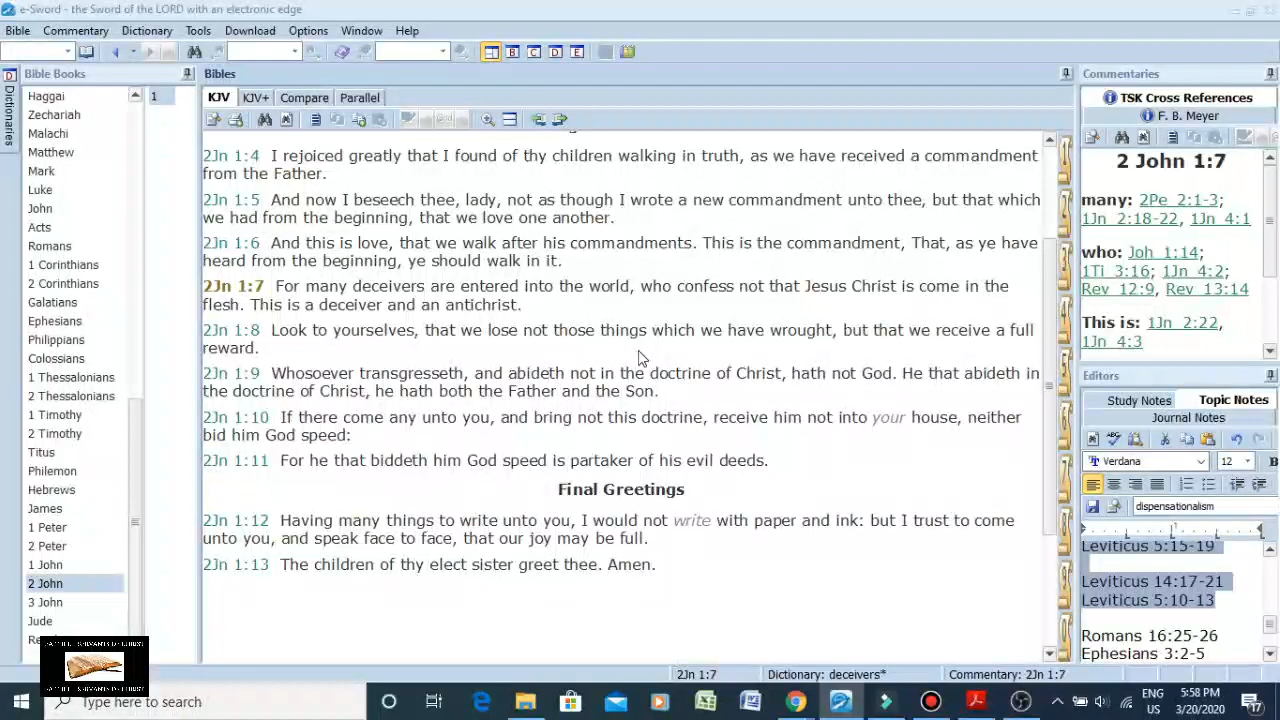 e-Sword - the Sword of the LORD with an electronic edge
Bible Commentary Dictionary Tools Download Options Window Help
B C D E
Dictionaries
Bible Books
Haggai
Zechariah
Malachi
Matthew
Mark
Luke
John
Acts
Romans
1 Corinthians
2 Corinthians
Galatians
Ephesians
Philippians
Colossians
1 Thessalonians
2 Thessalonians
1 Timothy
2 Timothy
Titus
Philemon
Hebrews
James
1 Peter
2 Peter
1 John
2 John
3 John
Jude
1
Bibles
KJV KJV+ Compare Parallel
2Jn 1:4 I rejoiced greatly that I found of thy children walking in truth, as we have received a commandment
from the Father.
2Jn 1:5 And now I beseech thee, lady, not as though I wrote a new commandment unto thee, but that which
we had from the beginning, that we love one another.
2Jn 1:6 And this is love, that we walk after his commandments. This is the commandment, That, as ye have
heard from the beginning, ye should walk in it.
2Jn 1:7 For many deceivers are entered into the world, who confess not that Jesus Christ is come in the
flesh. This is a deceiver and an antichrist.
2Jn 1:8 Look to yourselves, that we lose not those things which we have wrought, but that we receive a full
reward.
2Jn 1:9 Whosoever transgresseth, and abideth not in the doctrine of Christ, hath not God. He that abideth in
the doctrine of Christ, he hath both the Father and the Son.
2Jn 1:10 If there come any unto you, and bring not this doctrine, receive him not into your house, neither
bid him God speed:
2Jn 1:11 For he that biddeth him God speed is partaker of his evil deeds.
Final Greetings
2Jn 1:12 Having many things to write unto you, I would not write with paper and ink: but I trust to come
unto you, and speak face to face, that our joy may be full.
2Jn 1:13 The children of thy elect sister greet thee. Amen.
Commentaries
TSK Cross References
F. B. Meyer
2 John 1:7
many: 2Pe 2:1-3;
1Jn 2:18-22, 1Jn 4:1
who: Joh 1:14;
1Ti 3:16; 1Jn 4:2;
Rev 12:9, Rev 13:14
This is: 1Jn 2:22,
1Jn 4:3
Editors
Study Notes Topic Notes
Journal Notes
Verdana 12 B
dispensationalism
Leviticus 5:15-19
Leviticus 14:17-21
Leviticus 5:10-13
Romans 16:25-26
Ephesians 3:2-5
2Jn 1:7 Dictionary: deceivers* Commentary: 2Jn 1:7
Type here to search
ENG
US
5:58 PM
3/20/2020
17